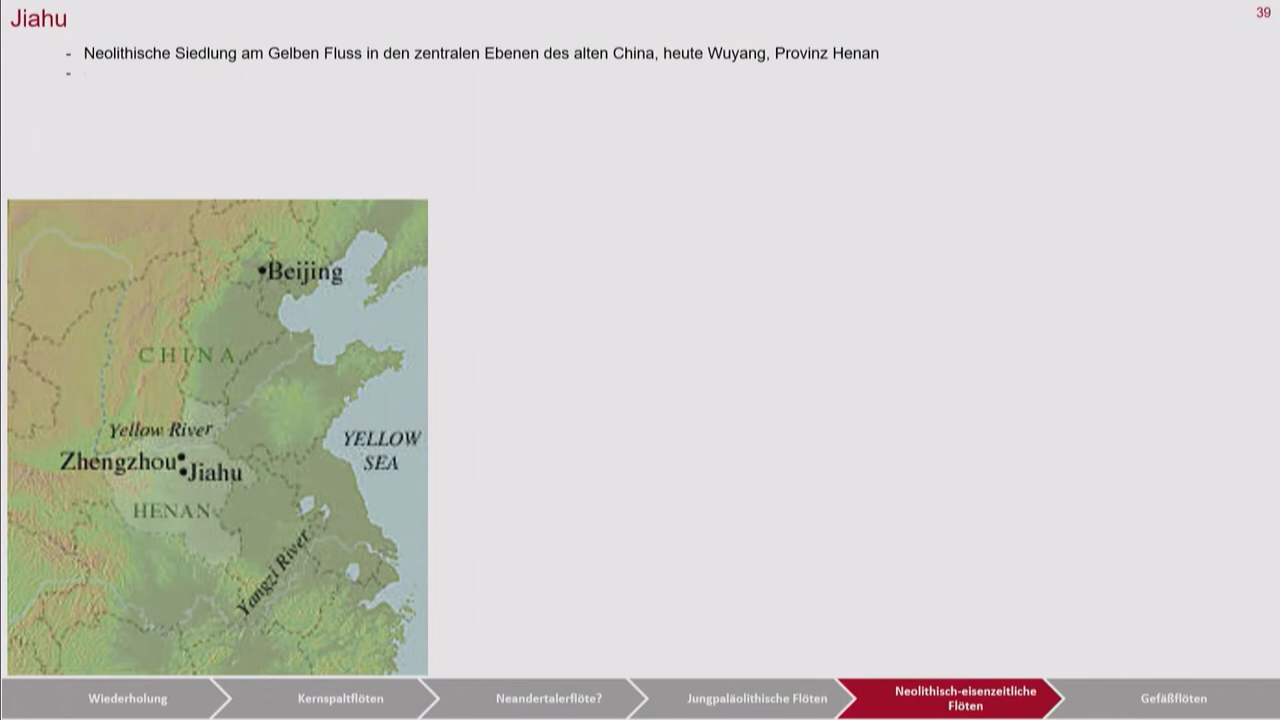 Jiahu
39
- Neolithische Siedlung am Gelben Fluss in den zentralen Ebenen des alten China, heute Wuyang, Provinz Henan
-
Beijing
CHINA
Yellow River
YELLOW
SEA
Zhengzhou
Jiahu
HENAN
Yangzi River
Wiederholung
Kernspaltflöten
Neandertalerflöte?
Jungpaläolithische Flöten
Neolithisch-eisenzeitliche
Flöten
Gefäßflöten